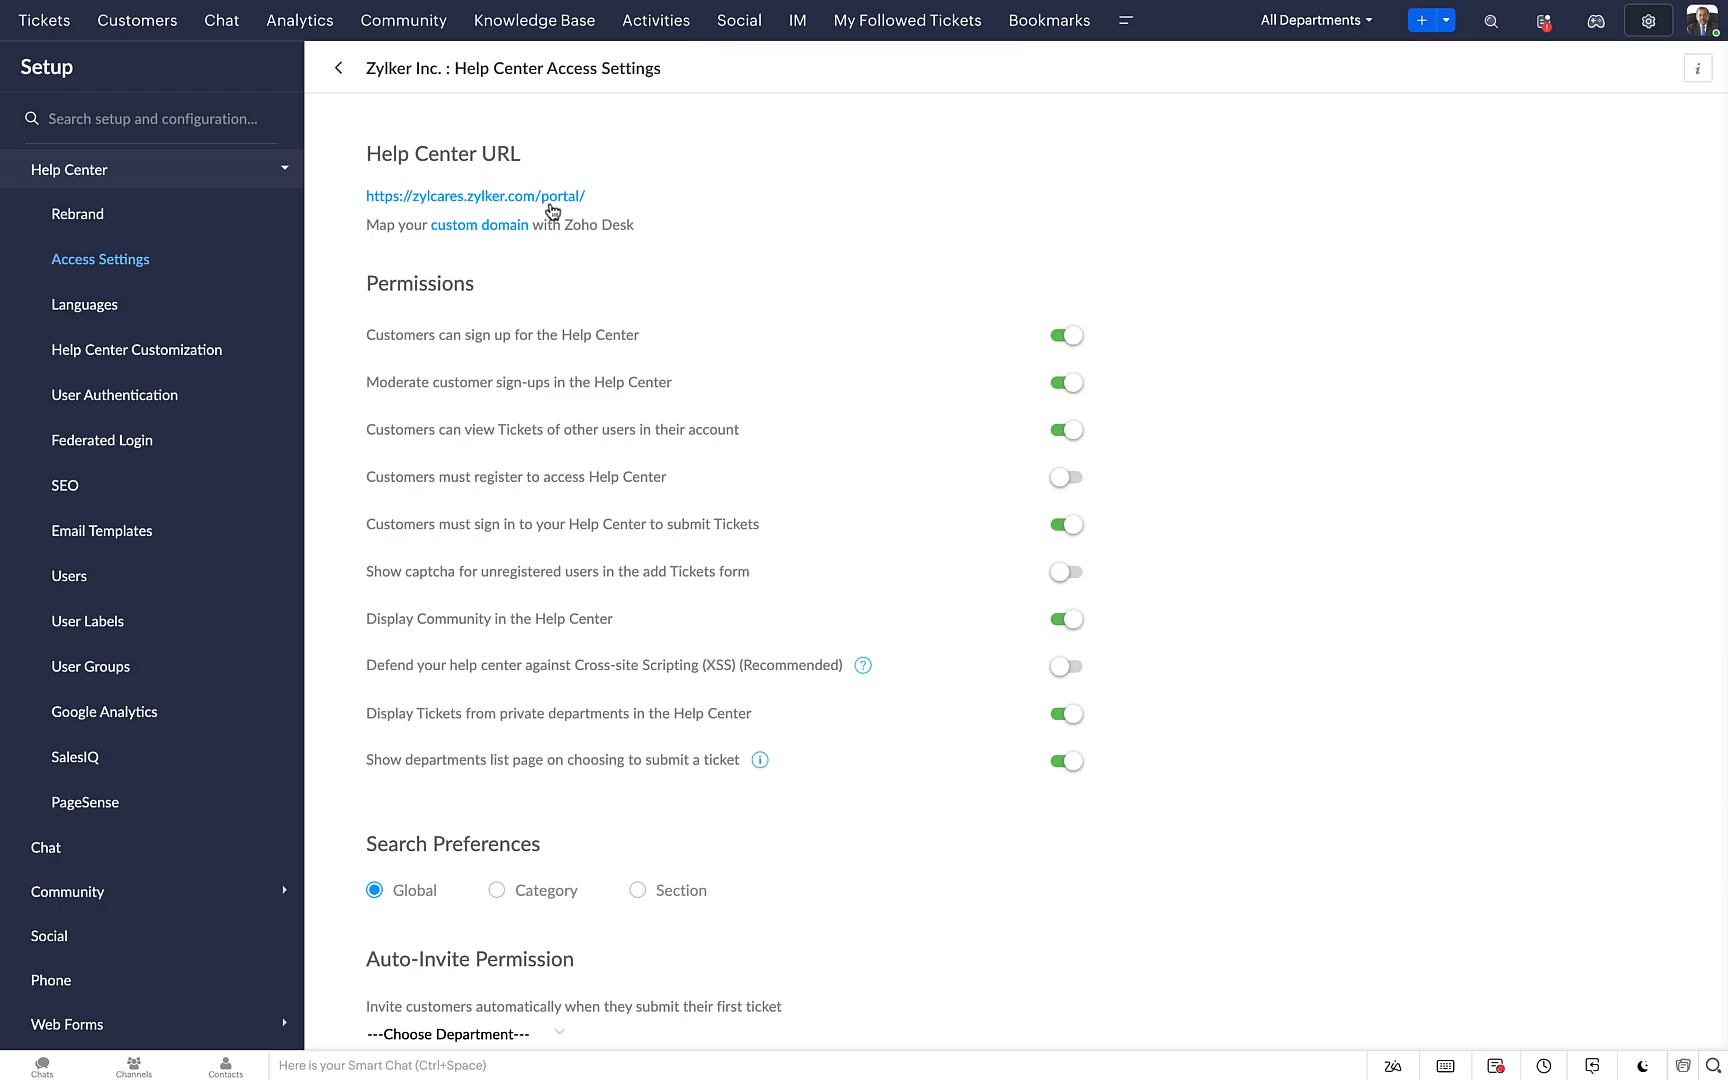 Tickets Customers Chat Analytics Community Knowledge Base Activities Social IM My Followed Tickets Bookmarks All Departments
Setup
Zylker Inc. : Help Center Access Settings
i
Search setup and configuration...
Help Center
Rebrand
Access Settings
Languages
Help Center Customization
User Authentication
Federated Login
SEO
Email Templates
Users
User Labels
User Groups
Google Analytics
SalesIQ
PageSense
Chat
Community
Social
Phone
Web Forms
Help Center URL
https://zylcares.zylker.com/portal/
Map your custom domain with Zoho Desk
Permissions
Customers can sign up for the Help Center
Moderate customer sign-ups in the Help Center
Customers can view Tickets of other users in their account
Customers must register to access Help Center
Customers must sign in to your Help Center to submit Tickets
Show captcha for unregistered users in the add Tickets form
Display Community in the Help Center
Defend your help center against Cross-site Scripting (XSS) (Recommended) ?
Display Tickets from private departments in the Help Center
Show departments list page on choosing to submit a ticket i
Search Preferences
Global Category Section
Auto-Invite Permission
Invite customers automatically when they submit their first ticket
---Choose Department---
Chats Channels Contacts Here is your Smart Chat (Ctrl+Space)